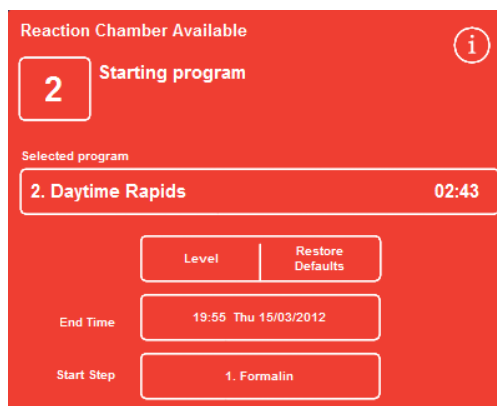 Reaction Chamber Available
i
2
Starting program
Selected program
2. Daytime Rapids 02:43
Level
Restore
Defaults
End Time 19:55 Thu 15/03/2012
Start Step 1. Formalin